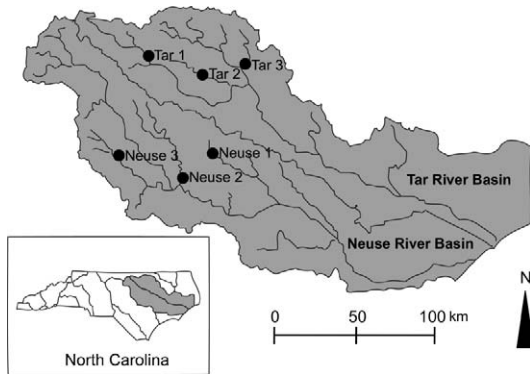 Tar 1
Tar 3
Tar 2
Neuse 3
Neuse 1
Neuse 2
Tar River Basin
Neuse River Basin
N
0 50 100 km
North Carolina